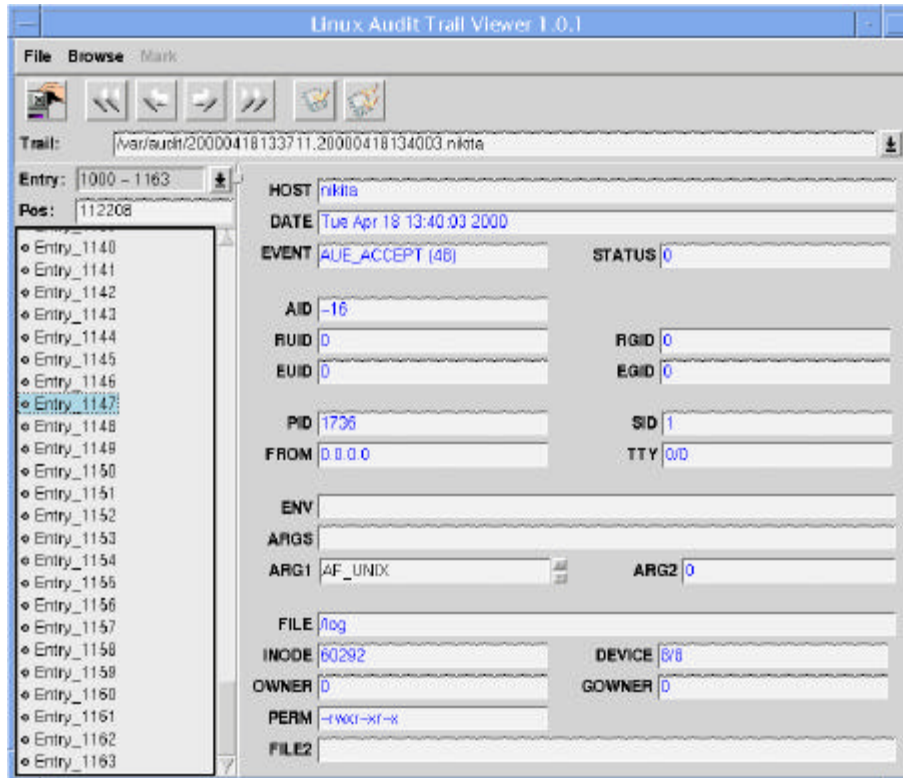 Linux Audit Trail Viewer 1.0.1
File Browse Mark
Trail: /var/audit/20000418133711.20000418134003.nikita
Entry: 1000 - 1163
Pos: 112208
Entry_1140
Entry_1141
Entry_1142
Entry_1143
Entry_1144
Entry_1145
Entry_1146
Entry_1147
Entry_1148
Entry_1149
Entry_1150
Entry_1151
Entry_1152
Entry_1153
Entry_1154
Entry_1155
Entry_1156
Entry_1157
Entry_1158
Entry_1159
Entry_1160
Entry_1161
Entry_1162
Entry_1163
HOST nikita
DATE Tue Apr 18 13:40:03 2000
EVENT AUE_ACCEPT (48) STATUS 0
AID -16
RUID 0 RGID 0
EUID 0 EGID 0
PID 1736 SID 1
FROM 0.0.0.0 TTY 0/0
ENV
ARGS
ARG1 AF_UNIX ARG2 0
FILE /log
INODE 60292 DEVICE 8/8
OWNER 0 GOWNER 0
PERM -rwxr-xr-x
FILE2